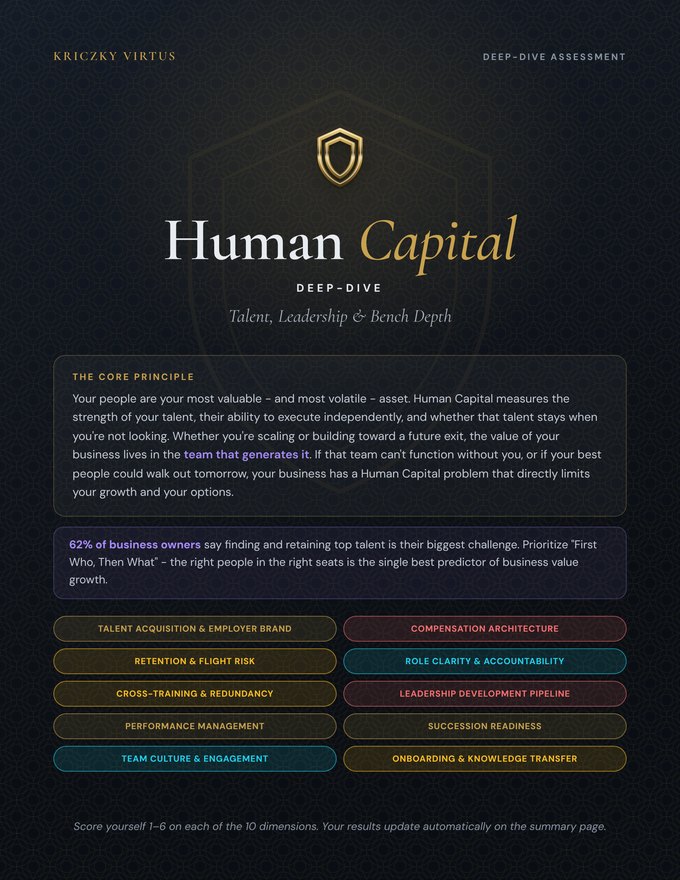 KRICZKY VIRTUS
DEEP-DIVE ASSESSMENT
Human Capital
DEEP-DIVE
Talent, Leadership & Bench Depth
THE CORE PRINCIPLE
Your people are your most valuable - and most volatile - asset. Human Capital measures the
strength of your talent, their ability to execute independently, and whether that talent stays when
you're not looking. Whether you're scaling or building toward a future exit, the value of your
business lives in the team that generates it. If that team can't function without you, or if your best
people could walk out tomorrow, your business has a Human Capital problem that directly limits
your growth and your options.
62% of business owners say finding and retaining top talent is their biggest challenge. Prioritize "First
Who, Then What" - the right people in the right seats is the single best predictor of business value
growth.
TALENT ACQUISITION & EMPLOYER BRAND
COMPENSATION ARCHITECTURE
RETENTION & FLIGHT RISK
ROLE CLARITY & ACCOUNTABILITY
CROSS-TRAINING & REDUNDANCY
LEADERSHIP DEVELOPMENT PIPELINE
PERFORMANCE MANAGEMENT
SUCCESSION READINESS
TEAM CULTURE & ENGAGEMENT
ONBOARDING & KNOWLEDGE TRANSFER
Score yourself 1–6 on each of the 10 dimensions. Your results update automatically on the summary page.